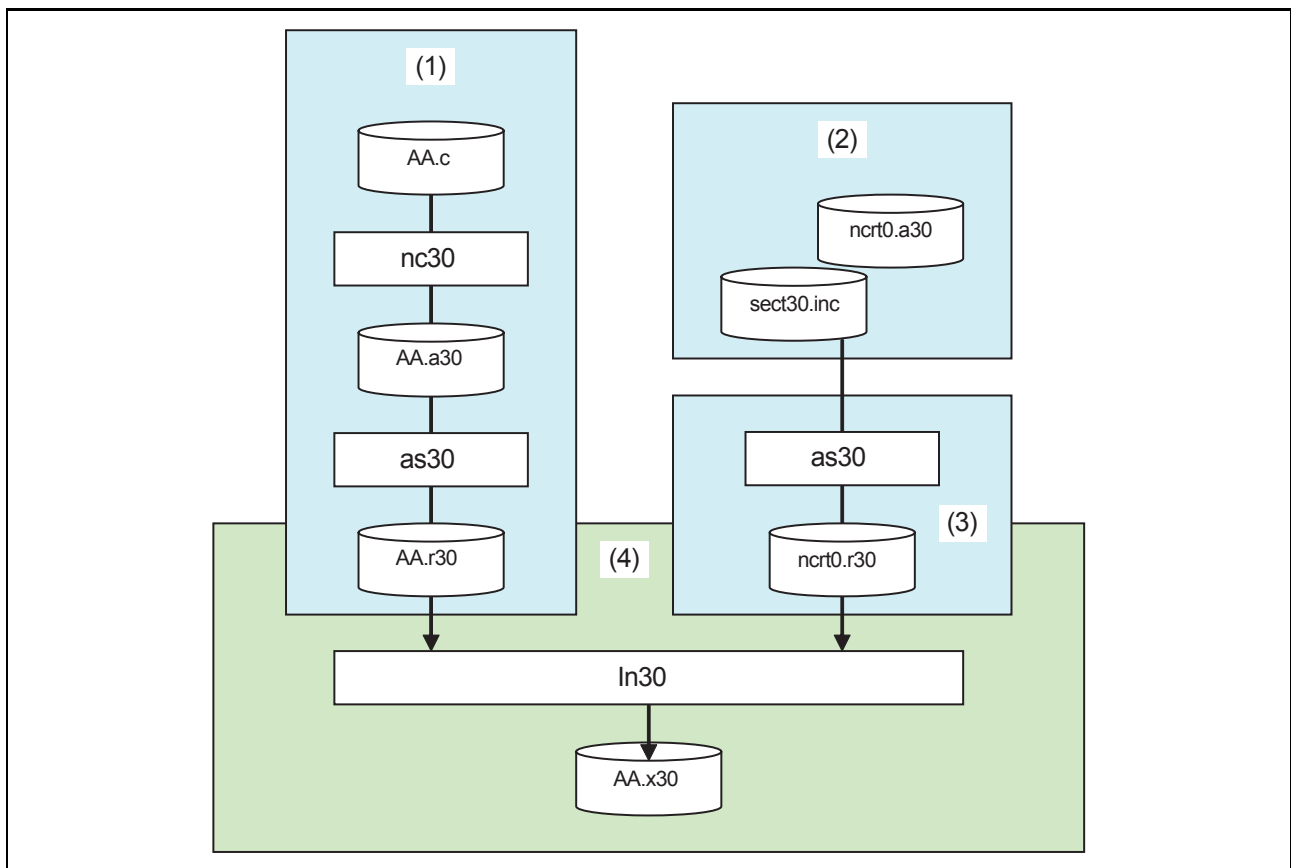 (1)
AA.c
nc30
AA.a30
as30
AA.r30
(2)
ncrt0.a30
sect30.inc
as30
(3)
ncrt0.r30
(4)
ln30
AA.x30